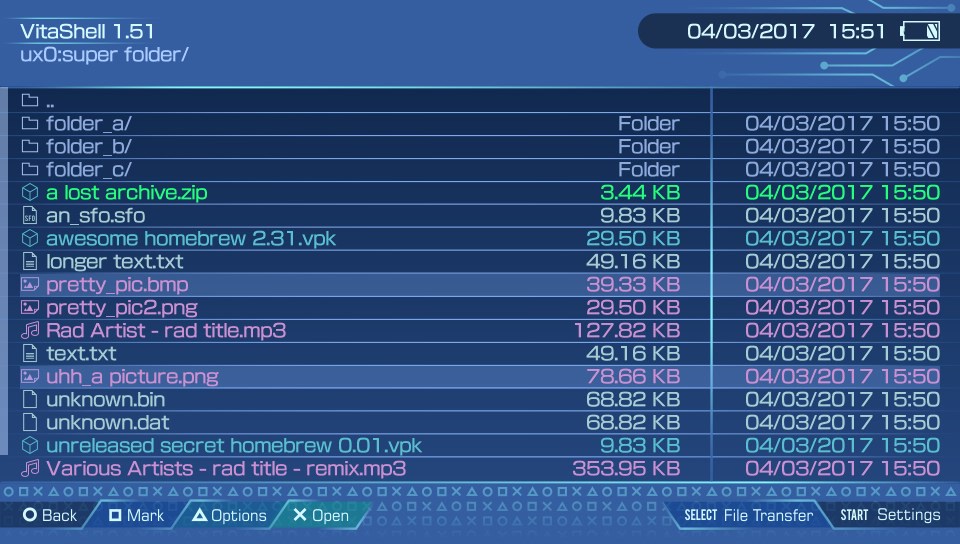 VitaShell 1.51
04/03/2017 15:51
ux0:super folder/
..
folder_a/ Folder 04/03/2017 15:50
folder_b/ Folder 04/03/2017 15:50
folder_c/ Folder 04/03/2017 15:50
a lost archive.zip 3.44 KB 04/03/2017 15:50
SFO an_sfo.sfo 9.83 KB 04/03/2017 15:50
awesome homebrew 2.31.vpk 29.50 KB 04/03/2017 15:50
longer text.txt 49.16 KB 04/03/2017 15:50
pretty_pic.bmp 39.33 KB 04/03/2017 15:50
pretty_pic2.png 29.50 KB 04/03/2017 15:50
Rad Artist - rad title.mp3 127.82 KB 04/03/2017 15:50
text.txt 49.16 KB 04/03/2017 15:50
uhh_a picture.png 78.66 KB 04/03/2017 15:50
unknown.bin 68.82 KB 04/03/2017 15:50
unknown.dat 68.82 KB 04/03/2017 15:50
unreleased secret homebrew 0.01.vpk 9.83 KB 04/03/2017 15:50
Various Artists - rad title - remix.mp3 353.95 KB 04/03/2017 15:50
Back Mark Options Open SELECT File Transfer START Settings